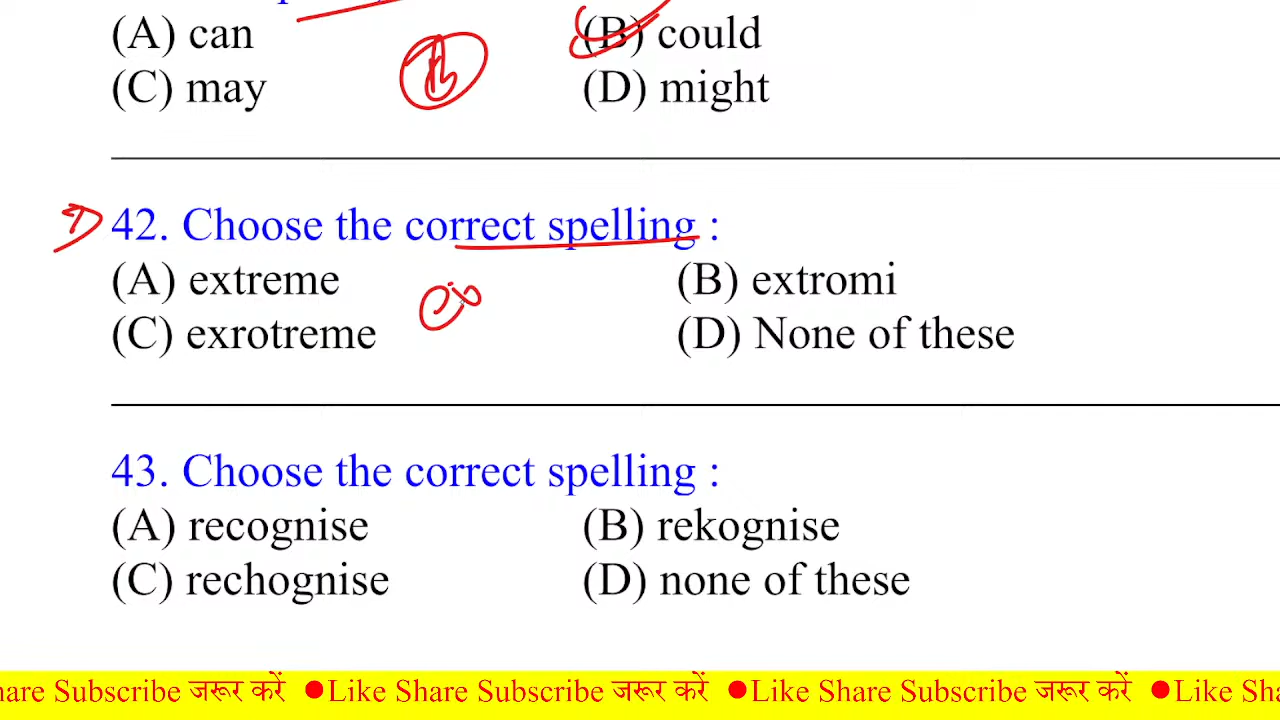 (A) can (B) could
B
(C) may (D) might
42. Choose the correct spelling :
(A) extreme (B) extromi
ex
(C) exrotreme (D) None of these
43. Choose the correct spelling :
(A) recognise (B) rekognise
(C) rechognise (D) none of these
Share Subscribe जरूर करें ●Like Share Subscribe जरूर करें ●Like Share Subscribe जरूर करें ●Like